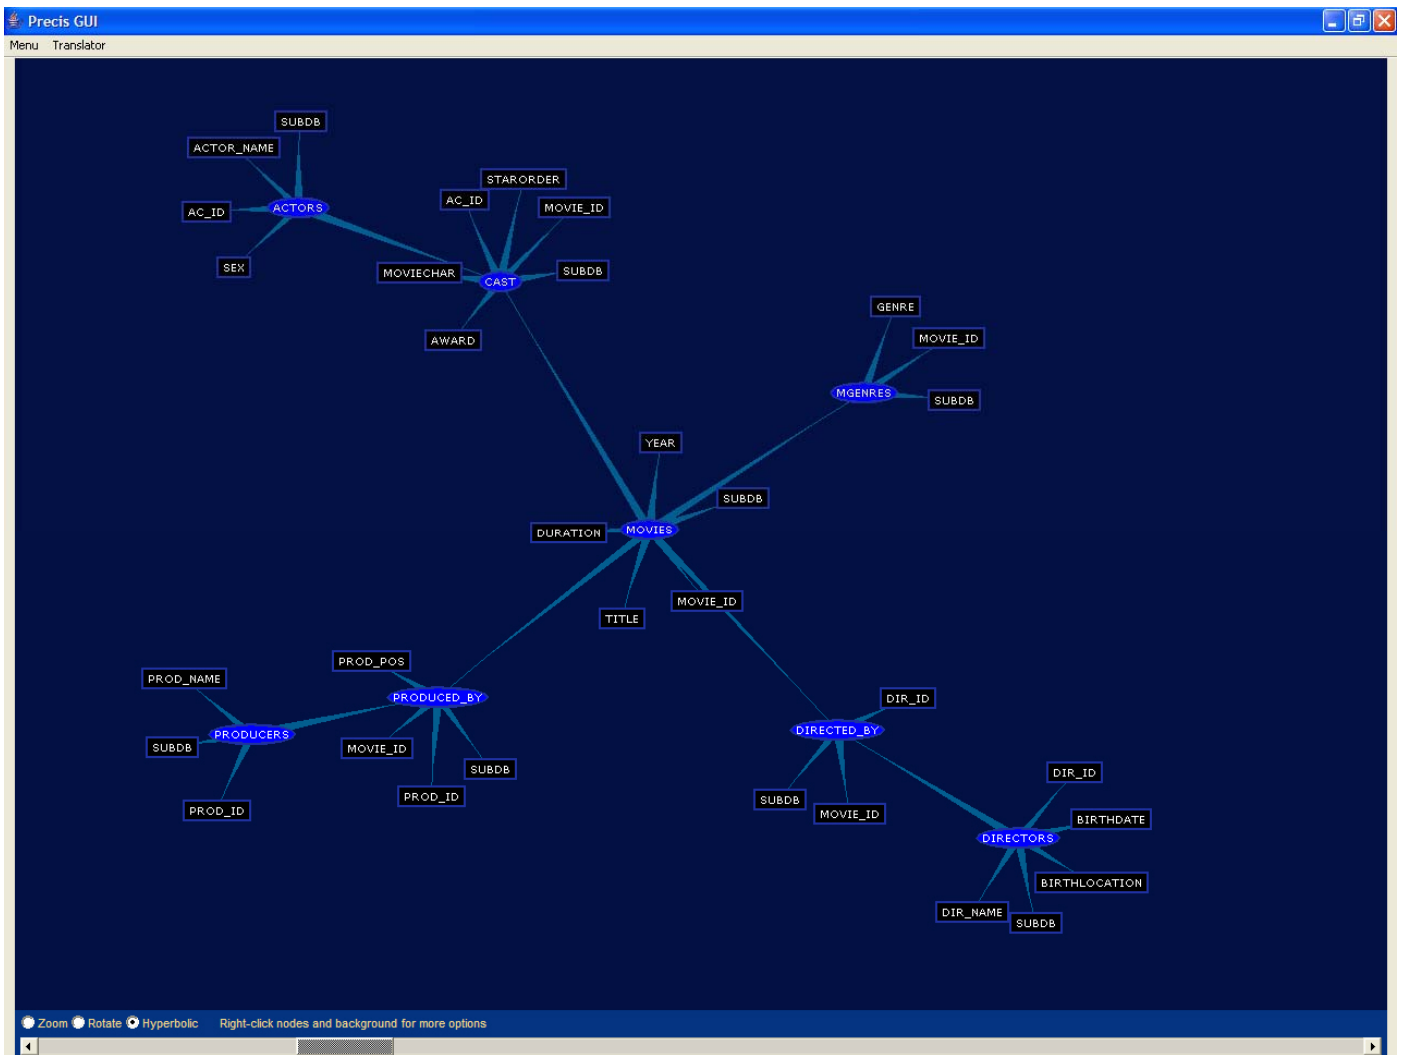 Precis GUI
Menu Translator
SUBDB
ACTOR_NAME
STARORDER
AC_ID
MOVIE_ID
AC_ID
ACTORS
SEX
MOVIECHAR
SUBDB
CAST
GENRE
AWARD
MOVIE_ID
MGENRES
SUBDB
YEAR
SUBDB
DURATION
MOVIES
MOVIE_ID
TITLE
PROD_POS
PROD_NAME
PRODUCED_BY
DIR_ID
PRODUCERS
DIRECTED_BY
SUBDB
MOVIE_ID
SUBDB
DIR_ID
PROD_ID
SUBDB
PROD_ID
MOVIE_ID
BIRTHDATE
DIRECTORS
BIRTHLOCATION
DIR_NAME
SUBDB
Zoom Rotate Hyperbolic Right-click nodes and background for more options